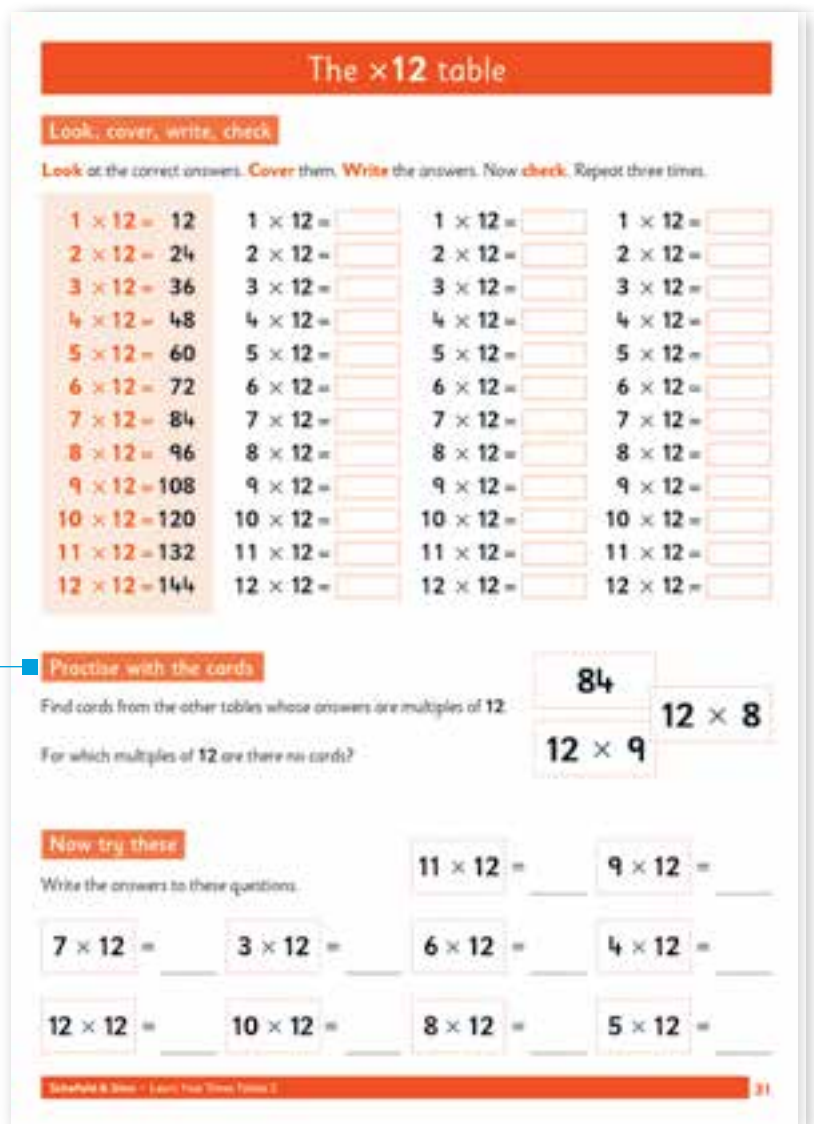 The ×12 table
Look, cover, write, check
Look at the correct answers. Cover them. Write the answers. Now check. Repeat three times.
1 × 12 = 12 1 × 12 = 1 × 12 = 1 × 12 =
2 × 12 = 24 2 × 12 = 2 × 12 = 2 × 12 =
3 × 12 = 36 3 × 12 = 3 × 12 = 3 × 12 =
4 × 12 = 48 4 × 12 = 4 × 12 = 4 × 12 =
5 × 12 = 60 5 × 12 = 5 × 12 = 5 × 12 =
6 × 12 = 72 6 × 12 = 6 × 12 = 6 × 12 =
7 × 12 = 84 7 × 12 = 7 × 12 = 7 × 12 =
8 × 12 = 96 8 × 12 = 8 × 12 = 8 × 12 =
9 × 12 = 108 9 × 12 = 9 × 12 = 9 × 12 =
10 × 12 = 120 10 × 12 = 10 × 12 = 10 × 12 =
11 × 12 = 132 11 × 12 = 11 × 12 = 11 × 12 =
12 × 12 = 144 12 × 12 = 12 × 12 = 12 × 12 =
Practise with the cards
Find cards from the other tables whose answers are multiples of 12.
For which multiples of 12 are there no cards?
84
12 × 8
12 × 9
Now try these
Write the answers to these questions.
11 × 12 = 9 × 12 =
7 × 12 = 3 × 12 = 6 × 12 = 4 × 12 =
12 × 12 = 10 × 12 = 8 × 12 = 5 × 12 =
Schofield & Sims – Learn Your Times Tables 2 31